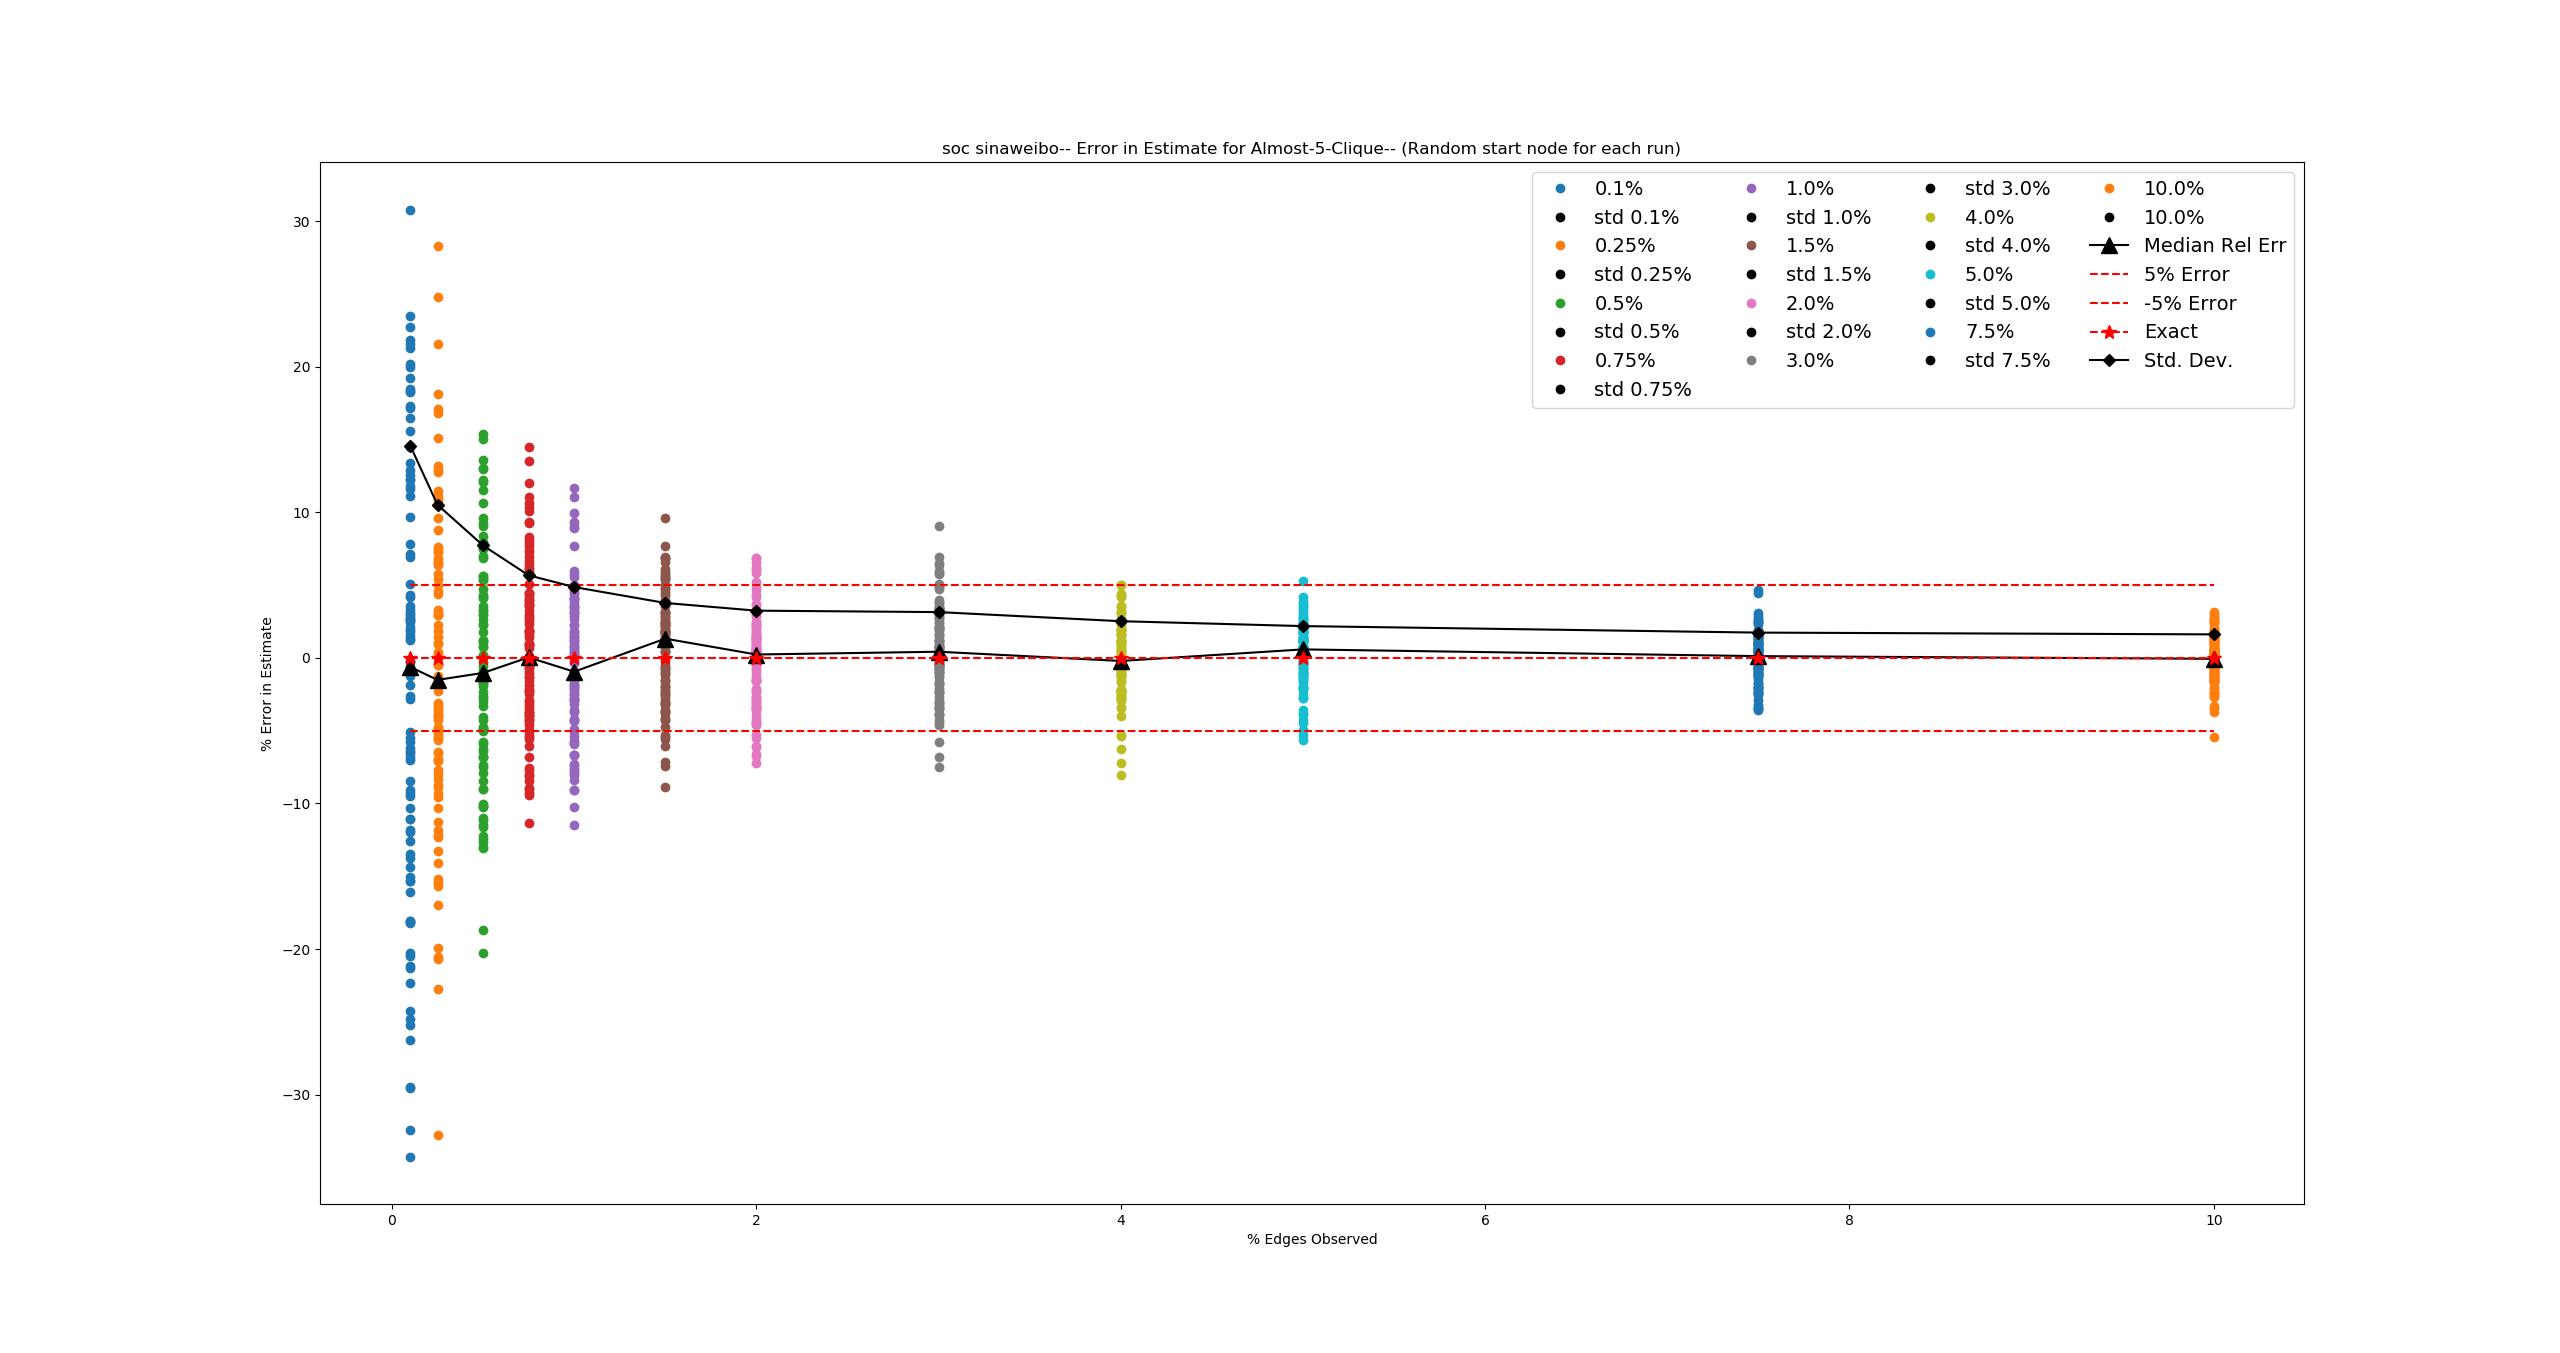 soc sinaweibo-- Error in Estimate for Almost-5-Clique-- (Random start node for each run)
0.1%
std 0.1%
0.25%
std 0.25%
0.5%
std 0.5%
0.75%
std 0.75%
1.0%
std 1.0%
1.5%
std 1.5%
2.0%
std 2.0%
3.0%
std 3.0%
4.0%
std 4.0%
5.0%
std 5.0%
7.5%
std 7.5%
10.0%
10.0%
Median Rel Err
5% Error
-5% Error
Exact
Std. Dev.
% Error in Estimate
30
20
10
0
−10
−20
−30
0
2
4
6
8
10
% Edges Observed